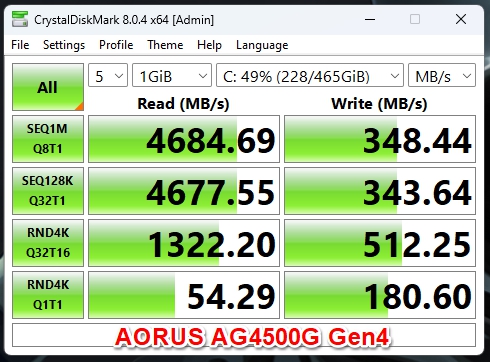 CrystalDiskMark 8.0.4 x64 [Admin]
File Settings Profile Theme Help Language
All 5 1GiB C: 49% (228/465GiB) MB/s
Read (MB/s) Write (MB/s)
SEQ1M
Q8T1
4684.69 348.44
SEQ128K
Q32T1
4677.55 343.64
RND4K
Q32T16
1322.20 512.25
RND4K
Q1T1
54.29 180.60
AORUS AG4500G Gen4